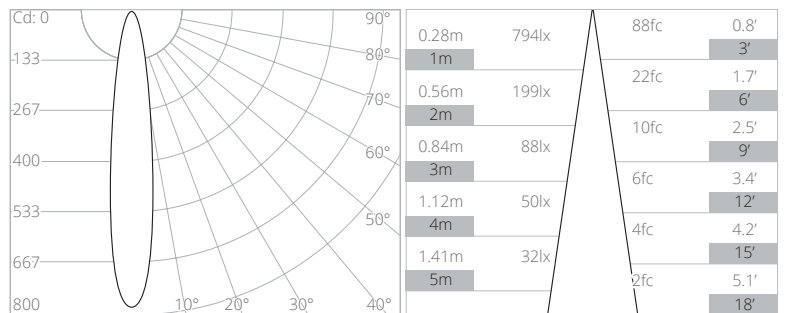 Cd: 0
133
267
400
533
667
800
90°
80°
70°
60°
50°
40°
30°
20°
10°
0.28m 794lx
1m
0.56m 199lx
2m
0.84m 88lx
3m
1.12m 50lx
4m
1.41m 32lx
5m
88fc 0.8’
3’
22fc 1.7’
6’
10fc 2.5’
9’
6fc 3.4’
12’
4fc 4.2’
15’
2fc 5.1’
18’